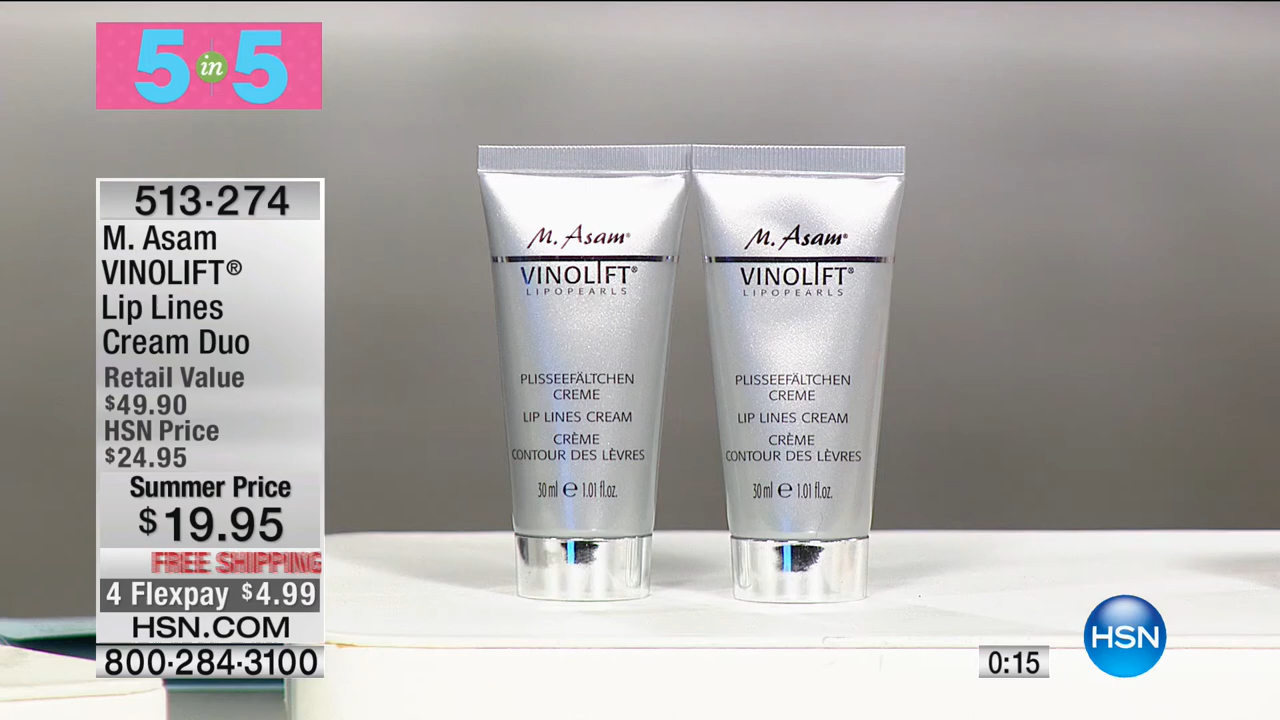 5 in 5
513·274
M. Asam
VINOLIFT®
Lip Lines
Cream Duo
Retail Value
$49.90
HSN Price
$24.95
Summer Price
$19.95
FREE SHIPPING
4 Flexpay $4.99
HSN.COM
800·284·3100
M. Asam®
VINOLIFT®
LIPOPEARLS
PLISSEEFÄLTCHEN
CREME
LIP LINES CREAM
CRÈME
CONTOUR DES LÈVRES
30 ml ℮ 1.01 fl.oz.
M. Asam®
VINOLIFT®
LIPOPEARLS
PLISSEEFÄLTCHEN
CREME
LIP LINES CREAM
CRÈME
CONTOUR DES LÈVRES
30 ml ℮ 1.01 fl.oz.
0:15
HSN